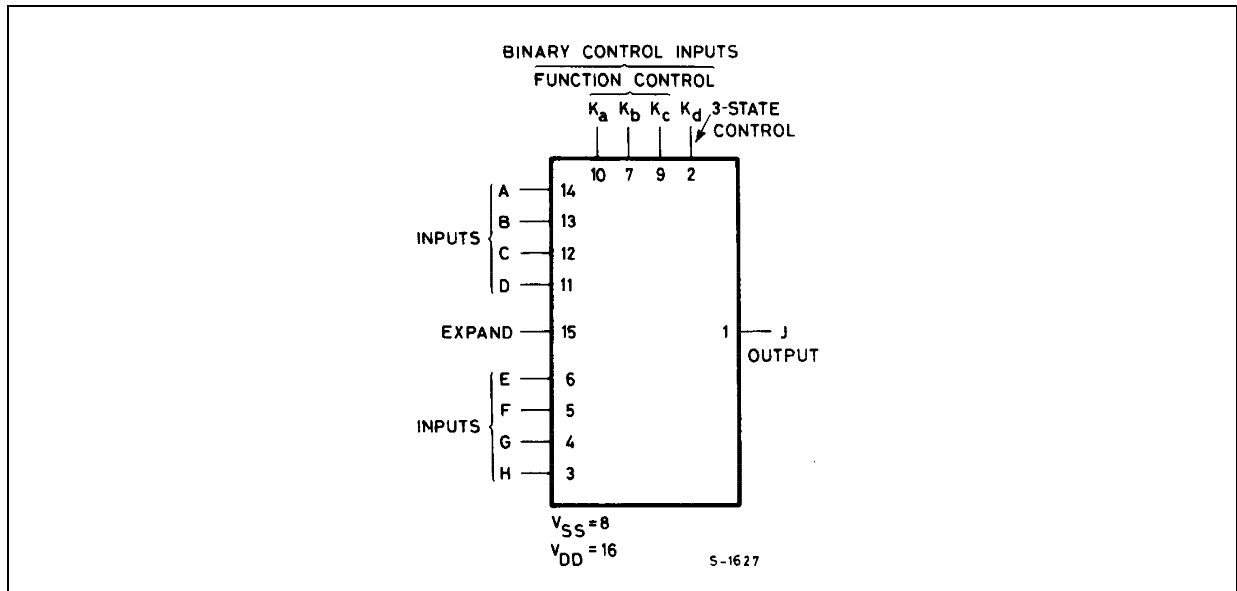 BINARY CONTROL INPUTS
FUNCTION CONTROL
Ka Kb Kc Kd 3-STATE
CONTROL
10 7 9 2
A 14
B 13
INPUTS
C 12
D 11
EXPAND 15 1 J
OUTPUT
E 6
F 5
INPUTS
G 4
H 3
VSS=8
VDD=16
S-1627